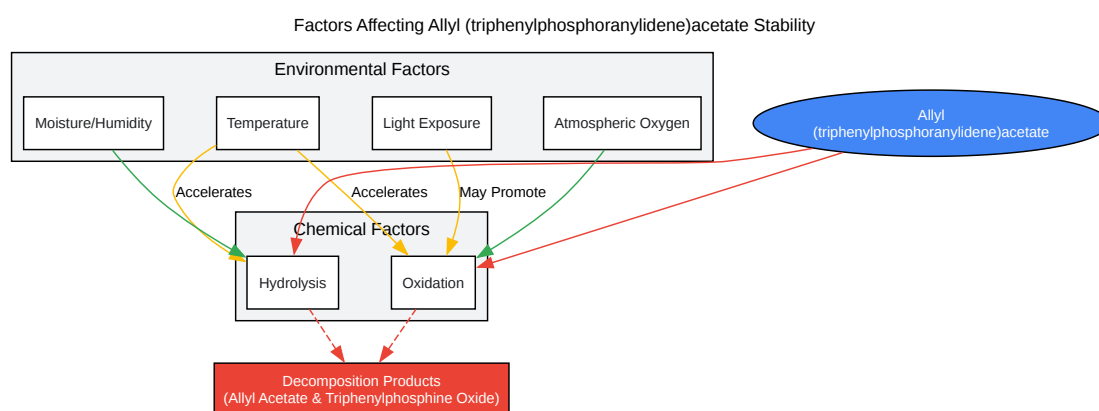 Factors Affecting Allyl (triphenylphosphoranylidene)acetate Stability
Environmental Factors
Moisture/Humidity
Temperature
Light Exposure
Atmospheric Oxygen
Allyl
(triphenylphosphoranylidene)acetate
Accelerates
Accelerates
May Promote
Chemical Factors
Hydrolysis
Oxidation
Decomposition Products
(Allyl Acetate & Triphenylphosphine Oxide)